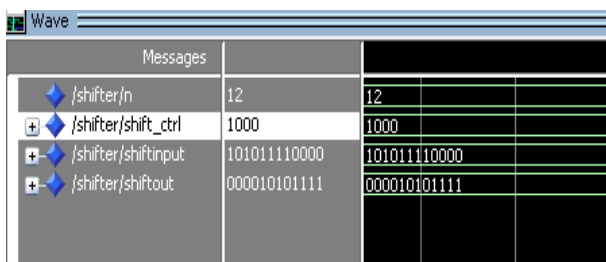 Wave
Messages
/shifter/n 12 12
/shifter/shift_ctrl 1000 1000
/shifter/shiftinput 101011110000 101011110000
/shifter/shiftout 000010101111 000010101111